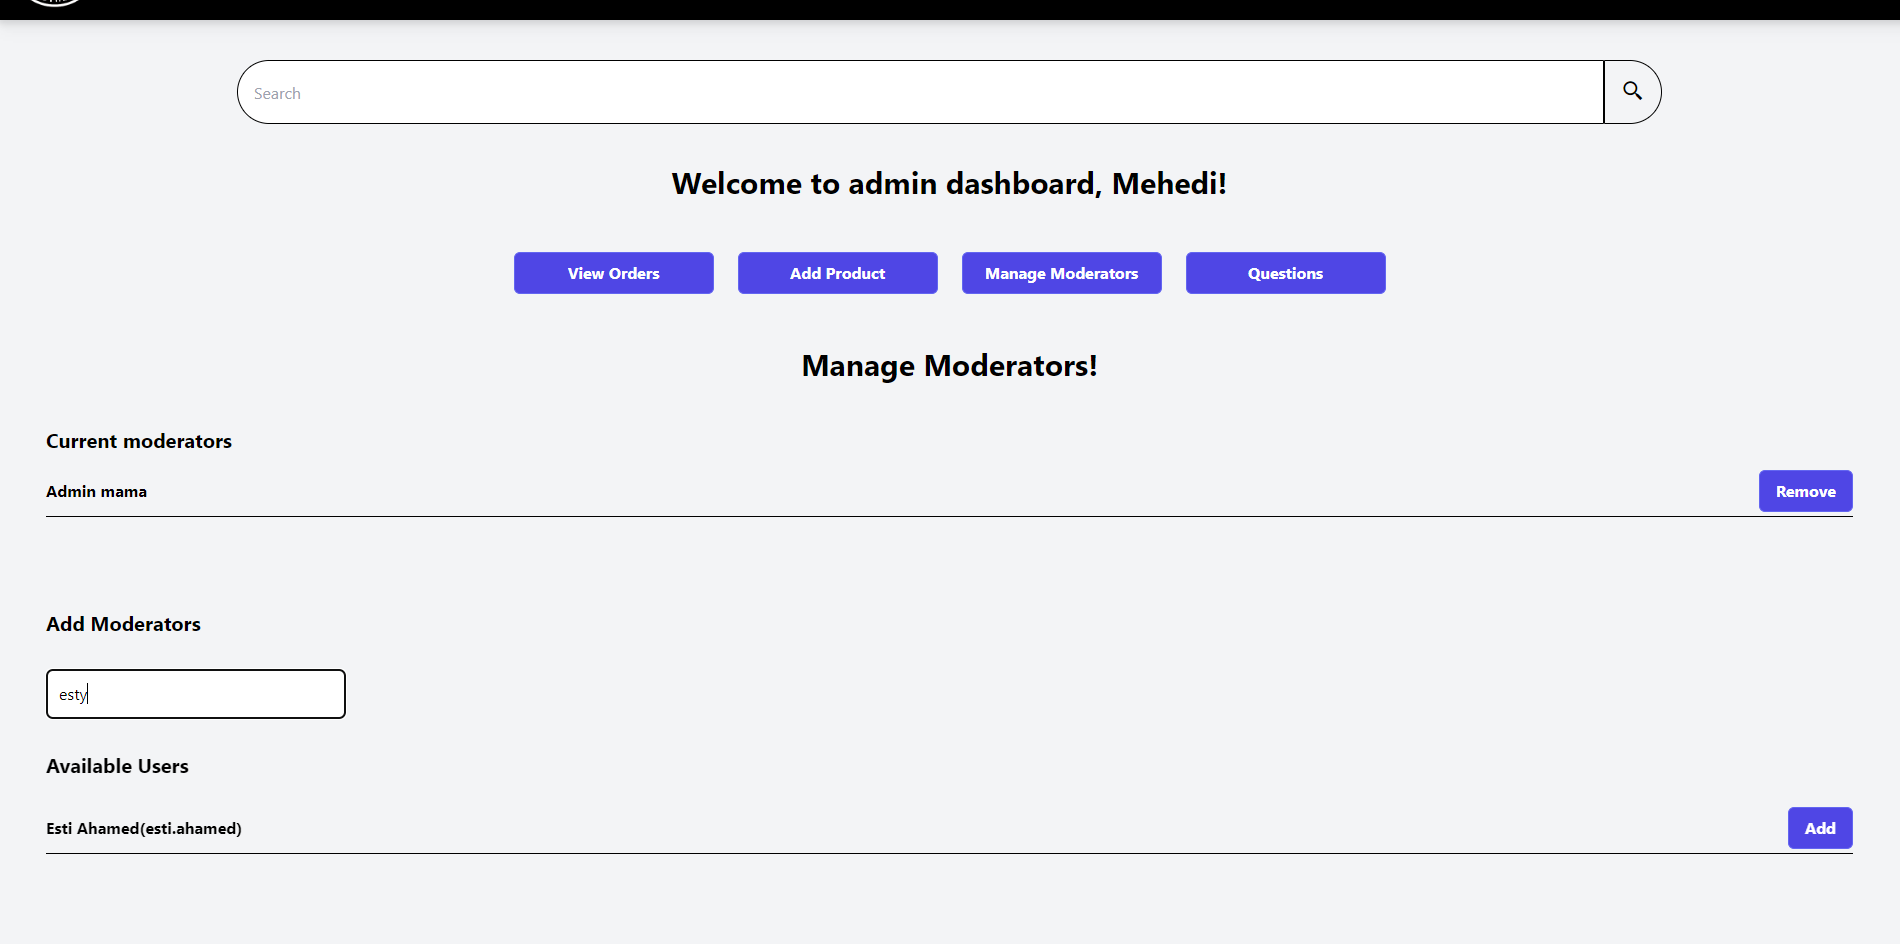 Search
Welcome to admin dashboard, Mehedi!
View Orders
Add Product
Manage Moderators
Questions
Manage Moderators!
Current moderators
Admin mama
Remove
Add Moderators
esty
Available Users
Esti Ahamed(esti.ahamed)
Add